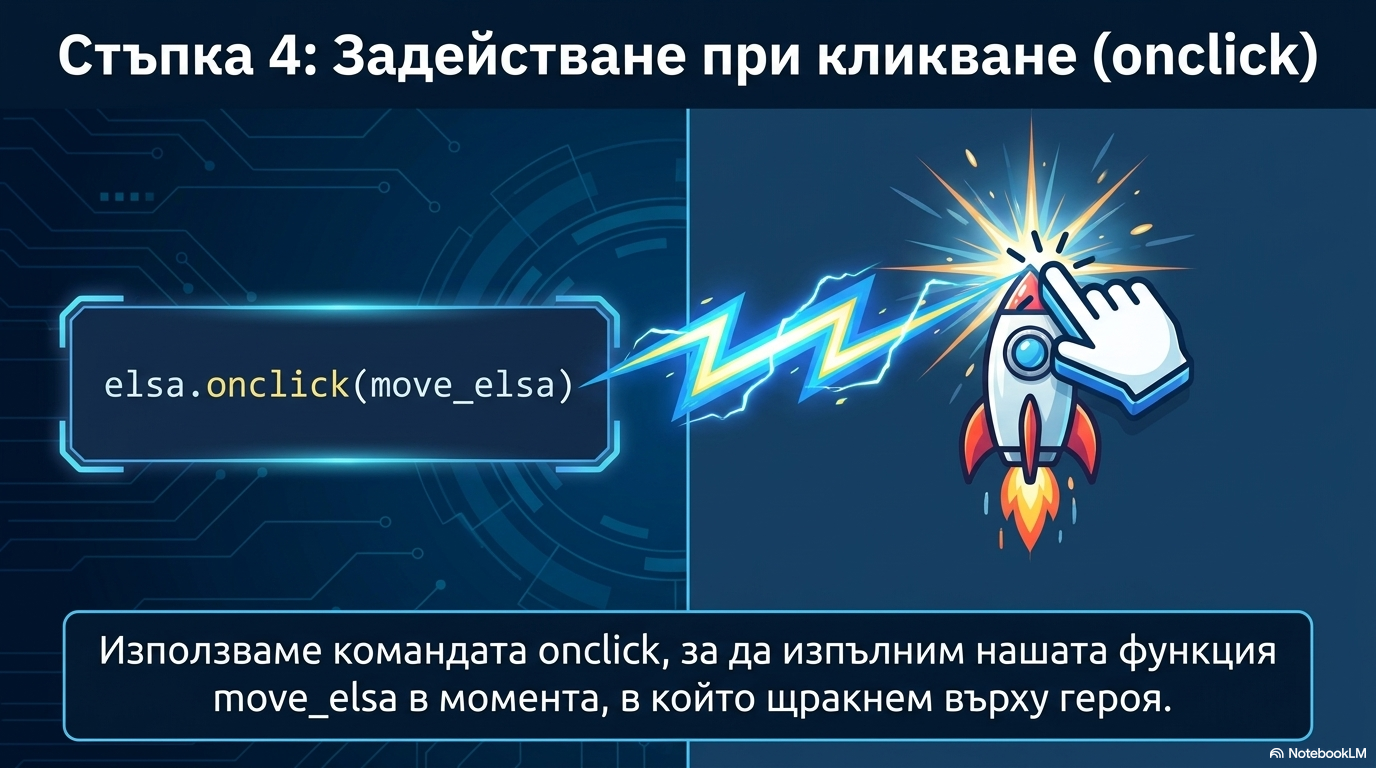 Стъпка 4: Задействане при кликване (onclick)
elsa.onclick(move_elsa)
Използваме командата onclick, за да изпълним нашата функция
move_elsa в момента, в който щракнем върху героя.
NotebookLM